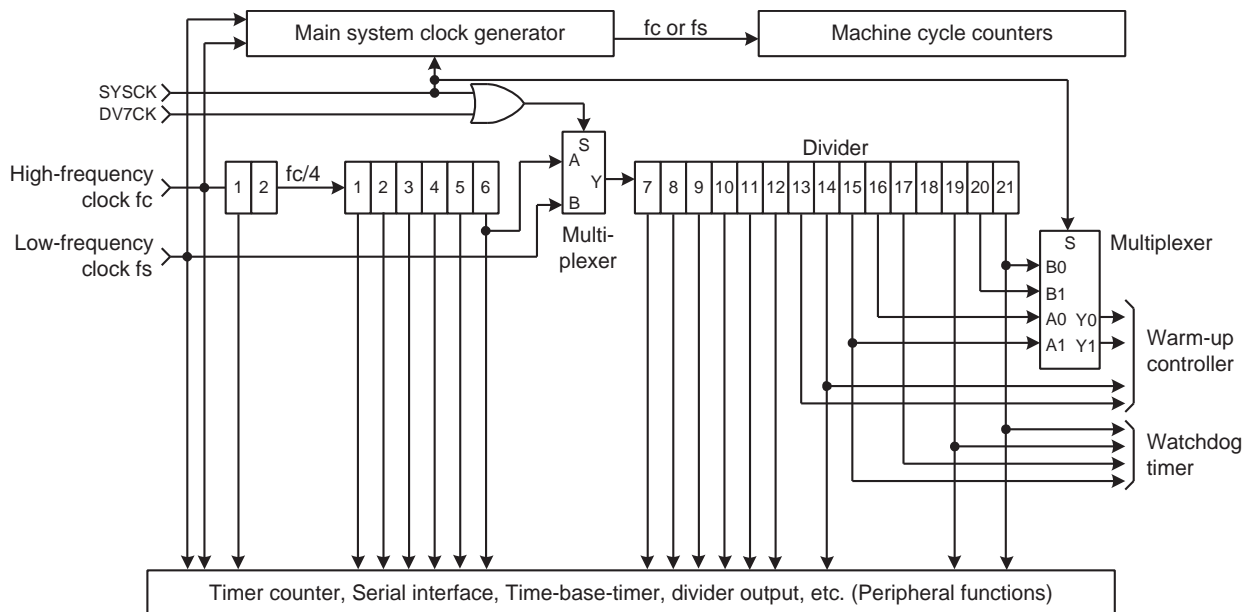 Main system clock generator
fc or fs
Machine cycle counters
SYSCK
DV7CK
High-frequency
clock fc
1 2
fc/4
1 2 3 4 5 6
S
A
Y
B
Multi-
plexer
Divider
7 8 9 10 11 12 13 14 15 16 17 18 19 20 21
Low-frequency
clock fs
S
B0
B1
A0 Y0
A1 Y1
Multiplexer
Warm-up
controller
Watchdog
timer
Timer counter, Serial interface, Time-base-timer, divider output, etc. (Peripheral functions)